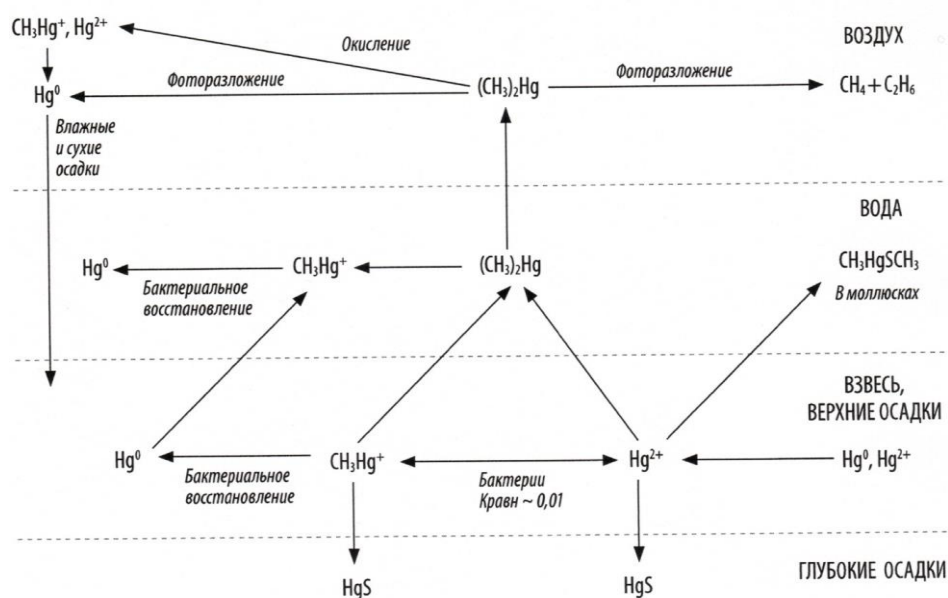 CH₃Hg⁺, Hg²⁺
Окисление
ВОЗДУХ
Hg⁰
Фоторазложение
(CH₃)₂Hg
Фоторазложение
CH₄ + C₂H₆
Влажные
и сухие
осадки
ВОДА
Hg⁰
CH₃Hg⁺
(CH₃)₂Hg
CH₃HgSCH₃
В моллюсках
Бактериальное
восстановление
ВЗВЕСЬ,
ВЕРХНИЕ ОСАДКИ
Hg⁰
CH₃Hg⁺
Hg²⁺
Hg⁰, Hg²⁺
Бактериальное
восстановление
Бактерии
Кравн ~ 0,01
HgS
HgS
ГЛУБОКИЕ ОСАДКИ